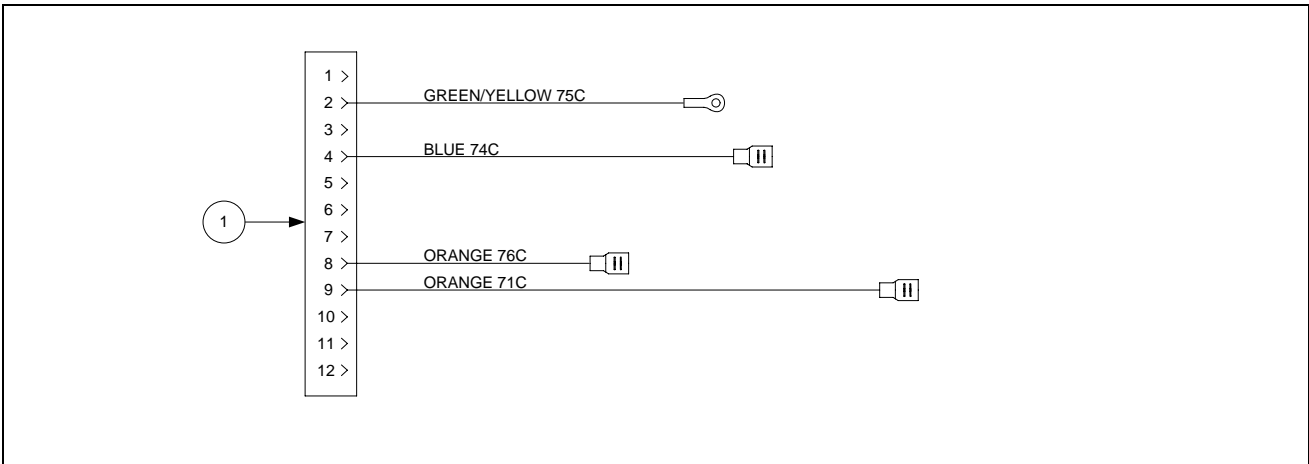 1
2 GREEN/YELLOW 75C
3
4 BLUE 74C
5
6
1
7
8 ORANGE 76C
9 ORANGE 71C
10
11
12